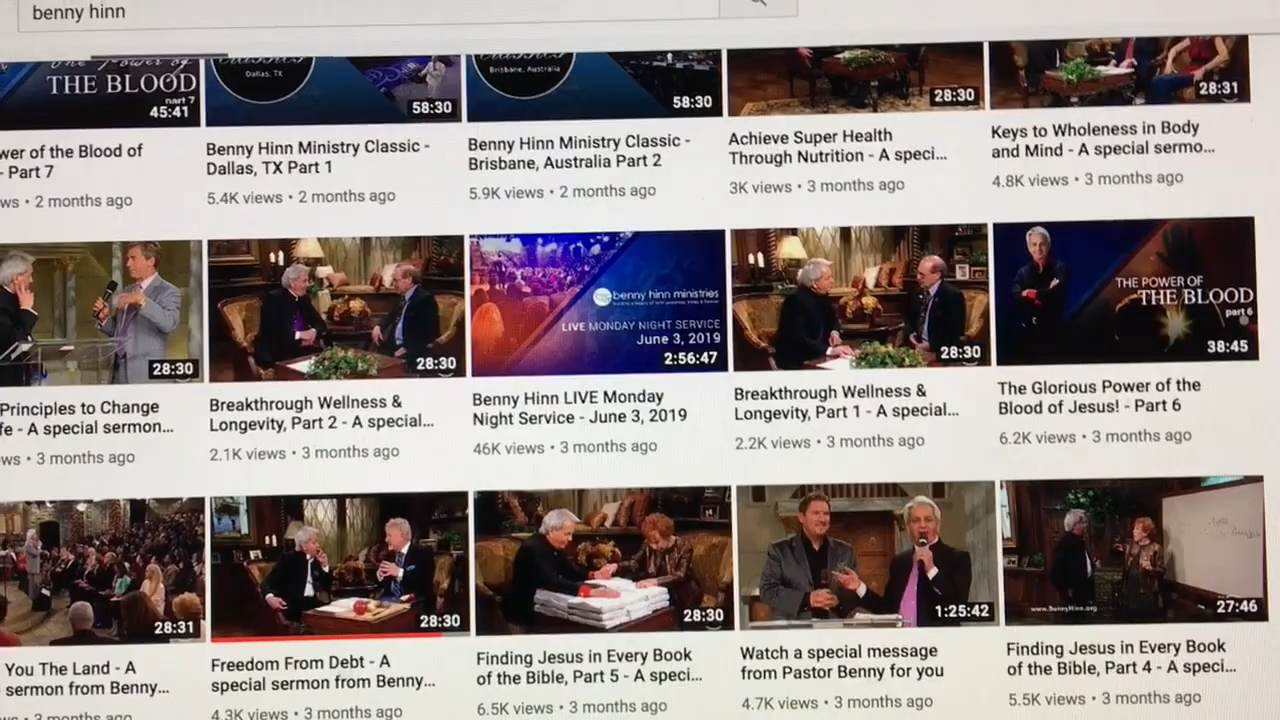 benny hinn
THE BLOOD
part 7
45:41
Dallas, TX
58:30
Brisbane, Australia
58:30
28:30
28:31
wer of the Blood of
- Part 7
ws • 2 months ago
Benny Hinn Ministry Classic -
Dallas, TX Part 1
5.4K views • 2 months ago
Benny Hinn Ministry Classic -
Brisbane, Australia Part 2
5.9K views • 2 months ago
Achieve Super Health
Through Nutrition - A speci...
3K views • 3 months ago
Keys to Wholeness in Body
and Mind - A special sermo...
4.8K views • 3 months ago
28:30
28:30
benny hinn ministries
LIVE MONDAY NIGHT SERVICE
June 3, 2019
2:56:47
28:30
THE POWER OF
THE BLOOD
part 6
38:45
Principles to Change
fe - A special sermon...
ws • 3 months ago
Breakthrough Wellness &
Longevity, Part 2 - A special...
2.1K views • 3 months ago
Benny Hinn LIVE Monday
Night Service - June 3, 2019
46K views • 3 months ago
Breakthrough Wellness &
Longevity, Part 1 - A special...
2.2K views • 3 months ago
The Glorious Power of the
Blood of Jesus! - Part 6
6.2K views • 3 months ago
28:31
28:30
28:30
1:25:42
www.BennyHinn.org
27:46
You The Land - A
sermon from Benny...
3 months ago
Freedom From Debt - A
special sermon from Benny...
4.3K views • 3 months ago
Finding Jesus in Every Book
of the Bible, Part 5 - A speci...
6.5K views • 3 months ago
Watch a special message
from Pastor Benny for you
4.7K views • 3 months ago
Finding Jesus in Every Book
of the Bible, Part 4 - A speci...
5.5K views • 3 months ago